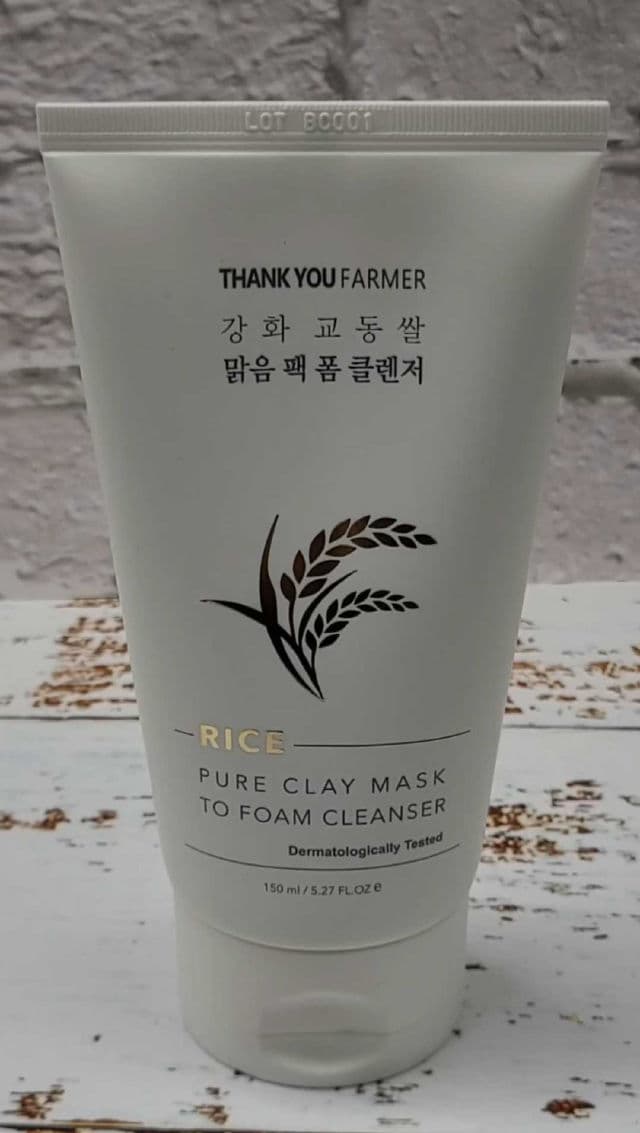 LOT BC001
THANK YOU FARMER
강화 교동쌀
맑음 팩 폼 클렌저
RICE
PURE CLAY MASK
TO FOAM CLEANSER
Dermatologically Tested
150 ml / 5.27 FL.OZ e